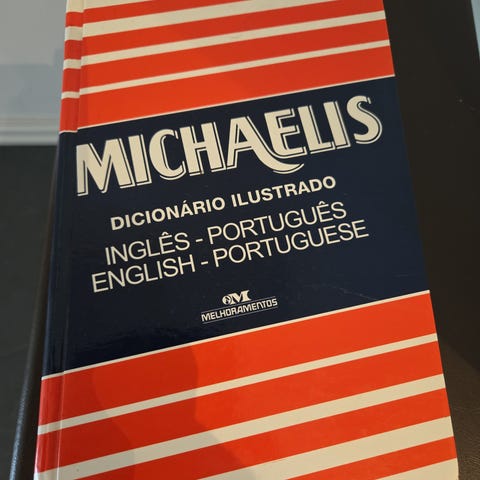 MICHAELIS
DICIONÁRIO ILUSTRADO
INGLÊS - PORTUGUÊS
ENGLISH - PORTUGUESE
MELHORAMENTOS